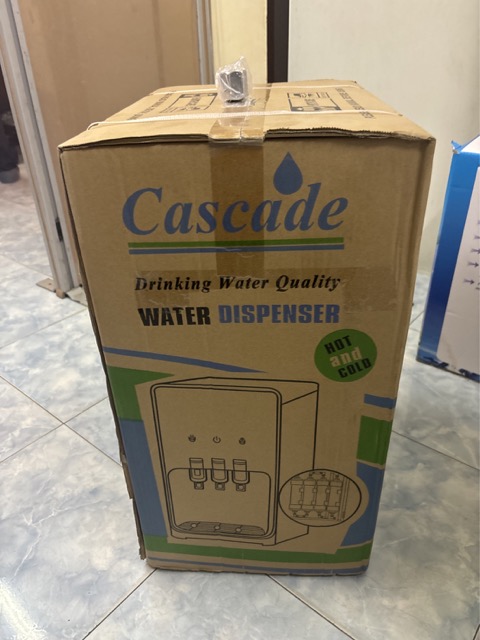 Cascade
Drinking Water Quality
WATER DISPENSER
HOT
and
COLD